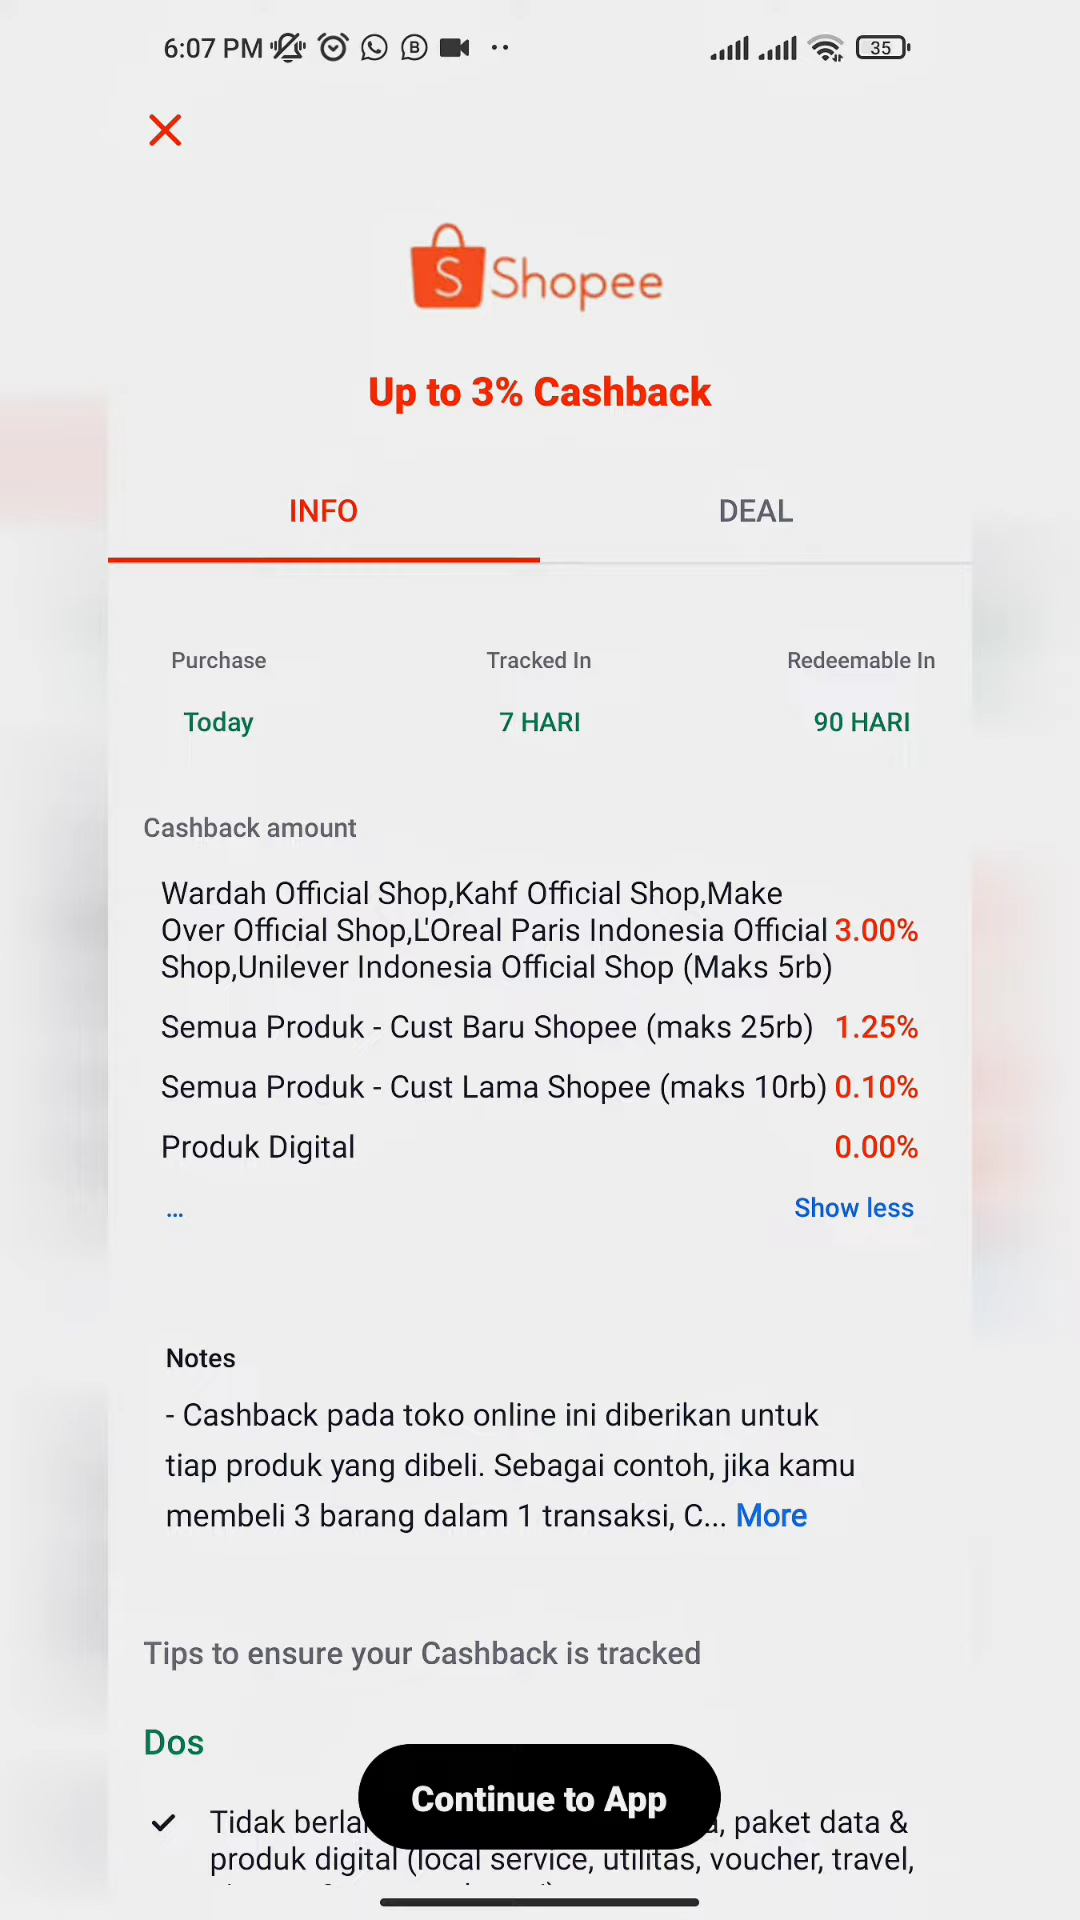 6:07 PM
35
S Shopee
Up to 3% Cashback
INFO
DEAL
Purchase
Tracked In
Redeemable In
Today
7 HARI
90 HARI
Cashback amount
Wardah Official Shop,Kahf Official Shop,Make
Over Official Shop,L'Oreal Paris Indonesia Official 3.00%
Shop,Unilever Indonesia Official Shop (Maks 5rb)
Semua Produk - Cust Baru Shopee (maks 25rb) 1.25%
Semua Produk - Cust Lama Shopee (maks 10rb) 0.10%
Produk Digital 0.00%
... Show less
Notes
- Cashback pada toko online ini diberikan untuk
tiap produk yang dibeli. Sebagai contoh, jika kamu
membeli 3 barang dalam 1 transaksi, C... More
Tips to ensure your Cashback is tracked
Dos
Continue to App
Tidak paket data &
produk digital (local service, utilitas, voucher, travel,